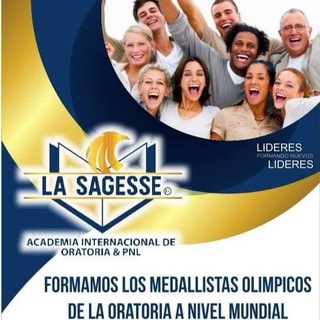 LIDERES
FORMANDO NUEVOS
LIDERES
LA SAGESSE
ACADEMIA INTERNACIONAL DE
ORATORIA & PNL
FORMAMOS LOS MEDALLISTAS OLIMPICOS
DE LA ORATORIA A NIVEL MUNDIAL